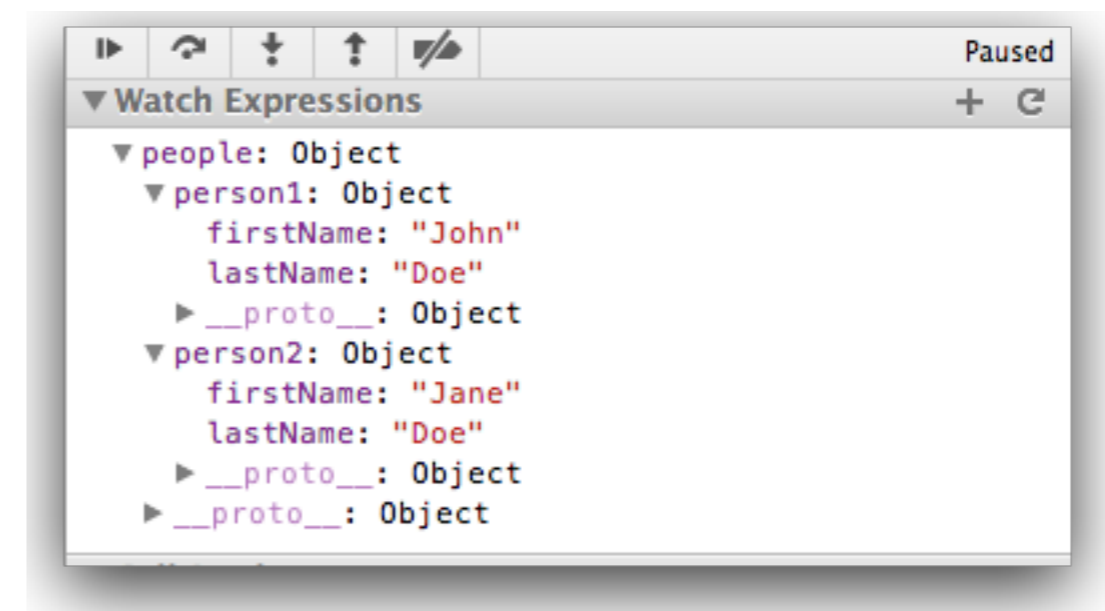 Paused
Watch Expressions
people: Object
person1: Object
firstName: "John"
lastName: "Doe"
__proto__: Object
person2: Object
firstName: "Jane"
lastName: "Doe"
__proto__: Object
__proto__: Object